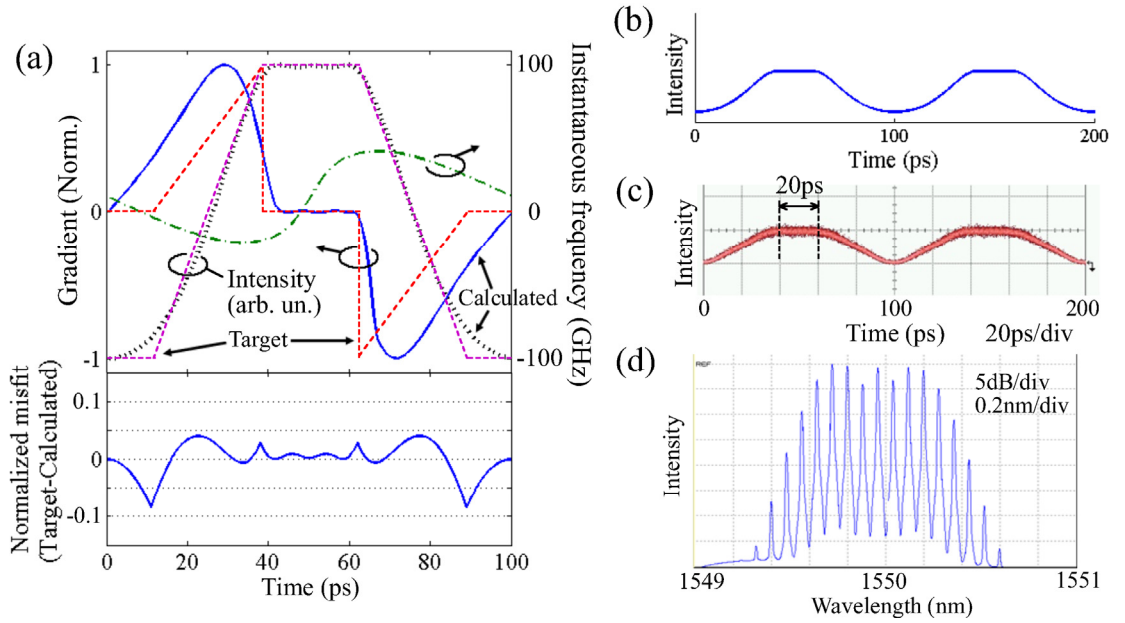 (a)
Gradient (Norm.)
1
0
-1
100
0
-100
Instantaneous frequency (GHz)
Intensity
(arb. un.)
Target
Calculated
Normalized misfit
(Target-Calculated)
0.1
0
-0.1
0
20
40
60
80
100
Time (ps)
(b)
Intensity
0
100
200
Time (ps)
(c)
20ps
Intensity
0
100
200
Time (ps)
20ps/div
(d)
REF
5dB/div
0.2nm/div
Intensity
1549
1550
1551
Wavelength (nm)